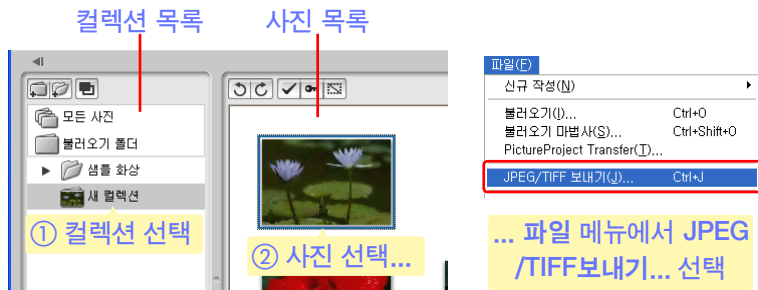 컬렉션 목록
사진 목록
모든 사진
불러오기 폴더
샘플 화상
새 컬렉션
① 컬렉션 선택
② 사진 선택...
파일(F)
신규 작성(N)
불러오기(I)... Ctrl+O
불러오기 마법사(S)... Ctrl+Shift+O
PictureProject Transfer(T)...
JPEG/TIFF 보내기(J)... Ctrl+J
... 파일 메뉴에서 JPEG
/TIFF보내기... 선택